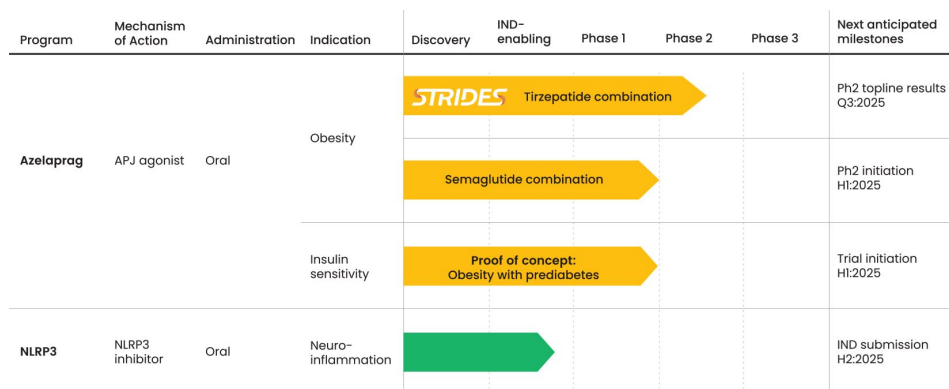 Program
Mechanism
of Action
Administration
Indication
Discovery
IND-
enabling
Phase 1
Phase 2
Phase 3
Next anticipated
milestones
Azelaprag
APJ agonist
Oral
Obesity
STRIDES Tirzepatide combination
Ph2 topline results
Q3:2025
Semaglutide combination
Ph2 initiation
H1:2025
Insulin
sensitivity
Proof of concept:
Obesity with prediabetes
Trial initiation
H1:2025
NLRP3
NLRP3
inhibitor
Oral
Neuro-
inflammation
IND submission
H2:2025